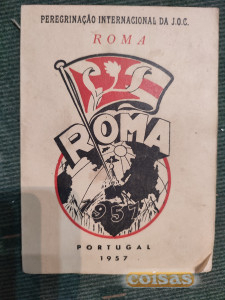 PEREGRINAÇÃO INTERNACIONAL DA J.O.C.
ROMA
ROMA
1957
PORTUGAL
1957
coisas